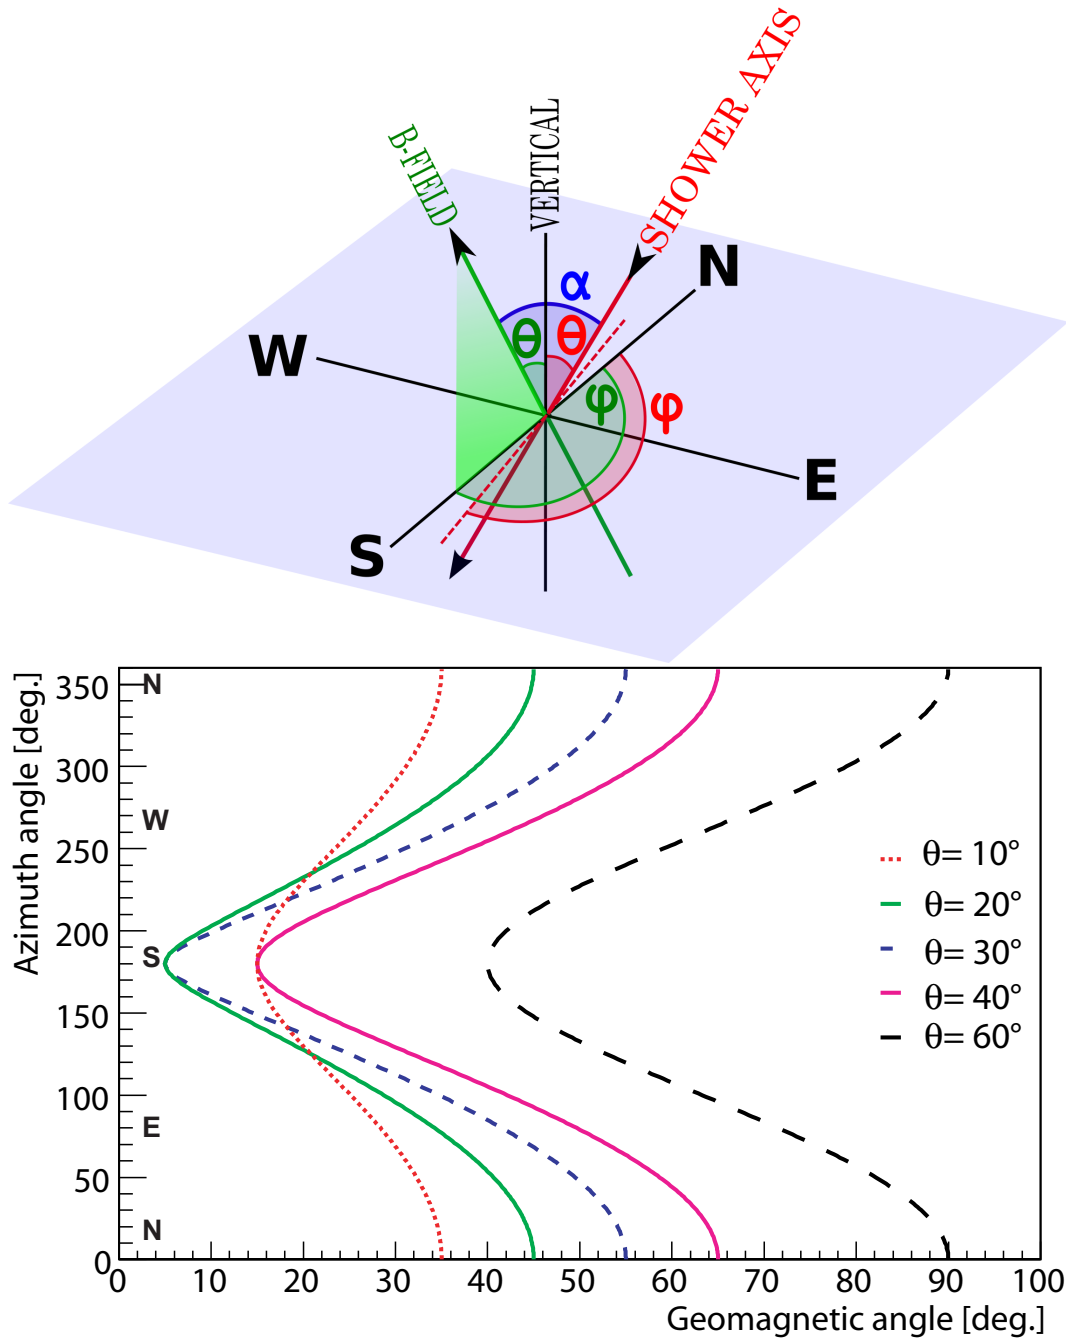 SHOWER AXIS
B-FIELD
VERTICAL
N
α
θ
θ
W
φ
φ
E
S
Azimuth angle [deg.]
350
300
250
200
150
100
50
0
N
W
S
E
N
θ= 10°
θ= 20°
θ= 30°
θ= 40°
θ= 60°
0 10 20 30 40 50 60 70 80 90 100
Geomagnetic angle [deg.]